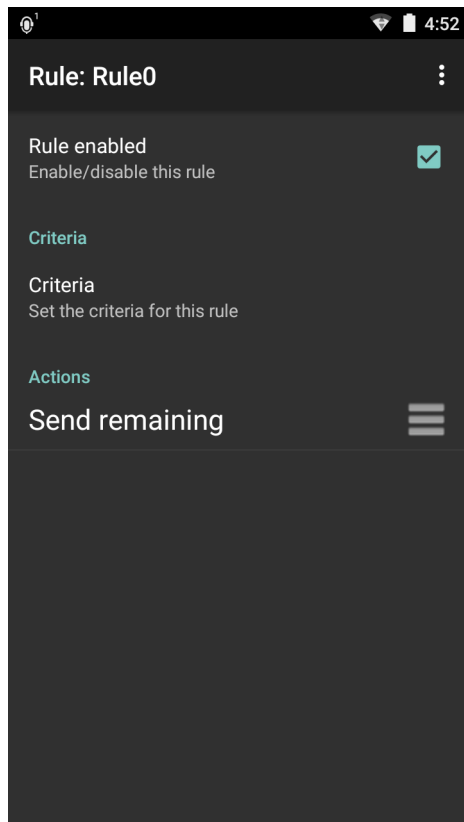 1
4:52
Rule: Rule0
Rule enabled
Enable/disable this rule
Criteria
Criteria
Set the criteria for this rule
Actions
Send remaining